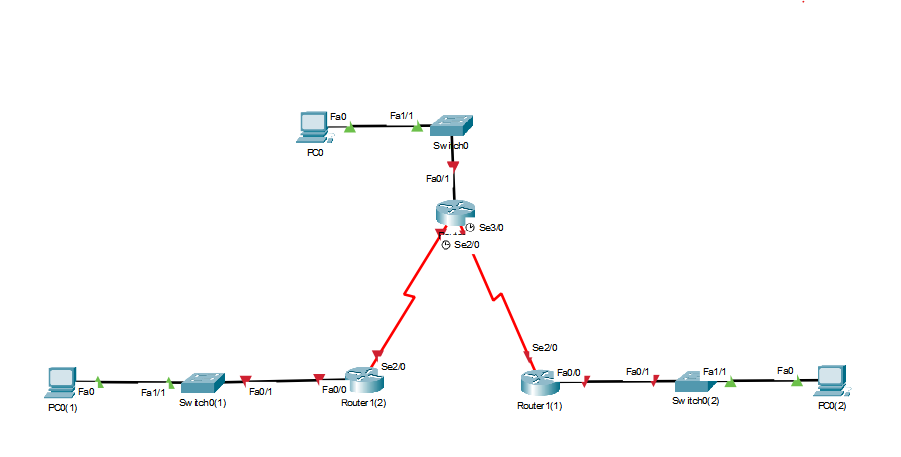 Fa0 Fa1/1
PC0 Switch0
Fa0/1
Se3/0
Se2/0
Se2/0 Se2/0
Fa0 Fa1/1 Fa0/1 Fa0/0 Fa0/0 Fa0/1 Fa1/1 Fa0
PC0(1) Switch0(1) Router1(2) Router1(1) Switch0(2) PC0(2)